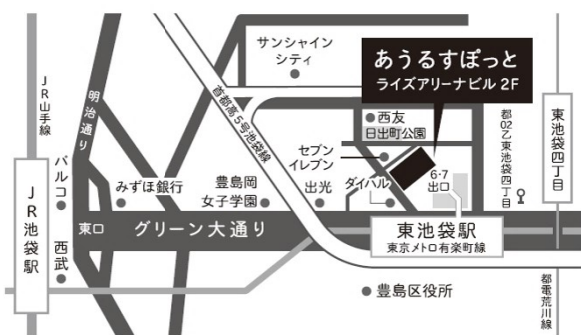 JR山手線
明治通り
サンシャイン
シティ
首都高5号池袋線
あうるすぽっと
ライズアリーナビル 2F
西友
日出町公園
都02乙東池袋四丁目
東池袋四丁目
セブン
イレブン
パルコ
JR池袋駅
みずほ銀行
豊島岡
女子学園
出光
ダイハル
6・7
出口
西武
東口
グリーン大通り
東池袋駅
東京メトロ有楽町線
豊島区役所
都電荒川線